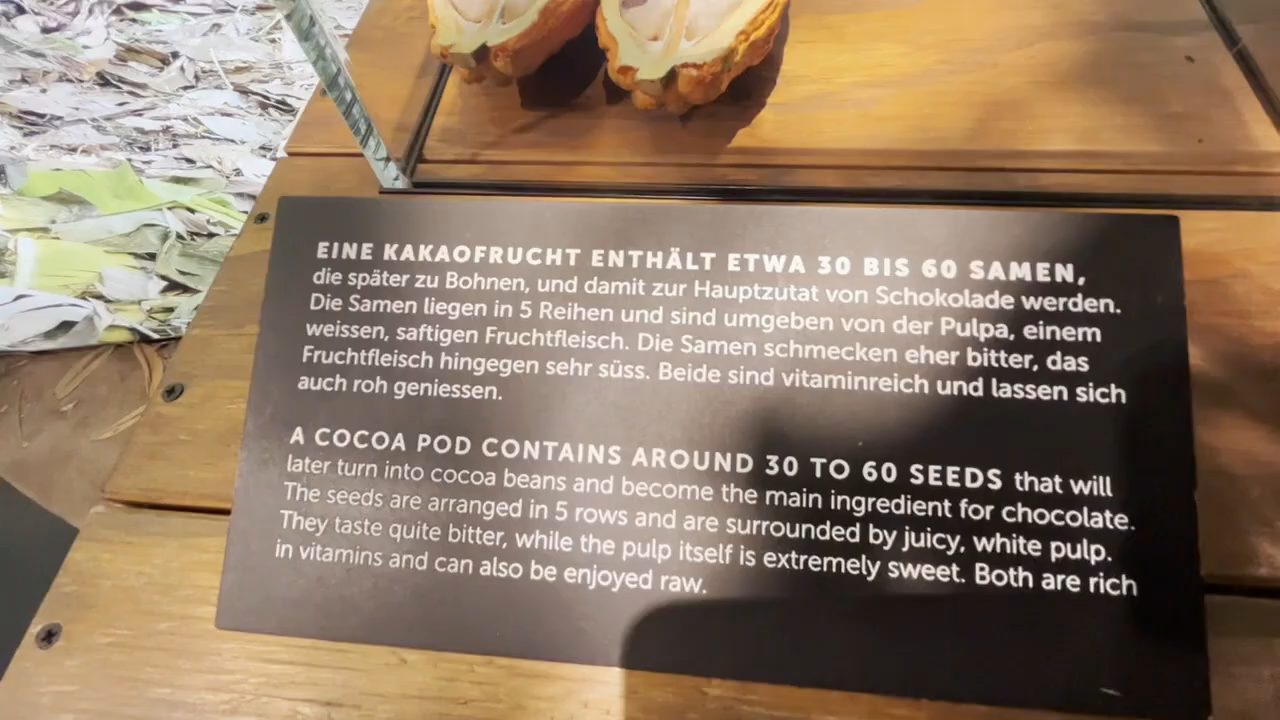 EINE KAKAOFRUCHT ENTHÄLT ETWA 30 BIS 60 SAMEN,
die später zu Bohnen, und damit zur Hauptzutat von Schokolade werden.
Die Samen liegen in 5 Reihen und sind umgeben von der Pulpa, einem
weissen, saftigen Fruchtfleisch. Die Samen schmecken eher bitter, das
Fruchtfleisch hingegen sehr süss. Beide sind vitaminreich und lassen sich
auch roh geniessen.
A COCOA POD CONTAINS AROUND 30 TO 60 SEEDS that will
later turn into cocoa beans and become the main ingredient for chocolate.
The seeds are arranged in 5 rows and are surrounded by juicy, white pulp.
They taste quite bitter, while the pulp itself is extremely sweet. Both are rich
in vitamins and can also be enjoyed raw.